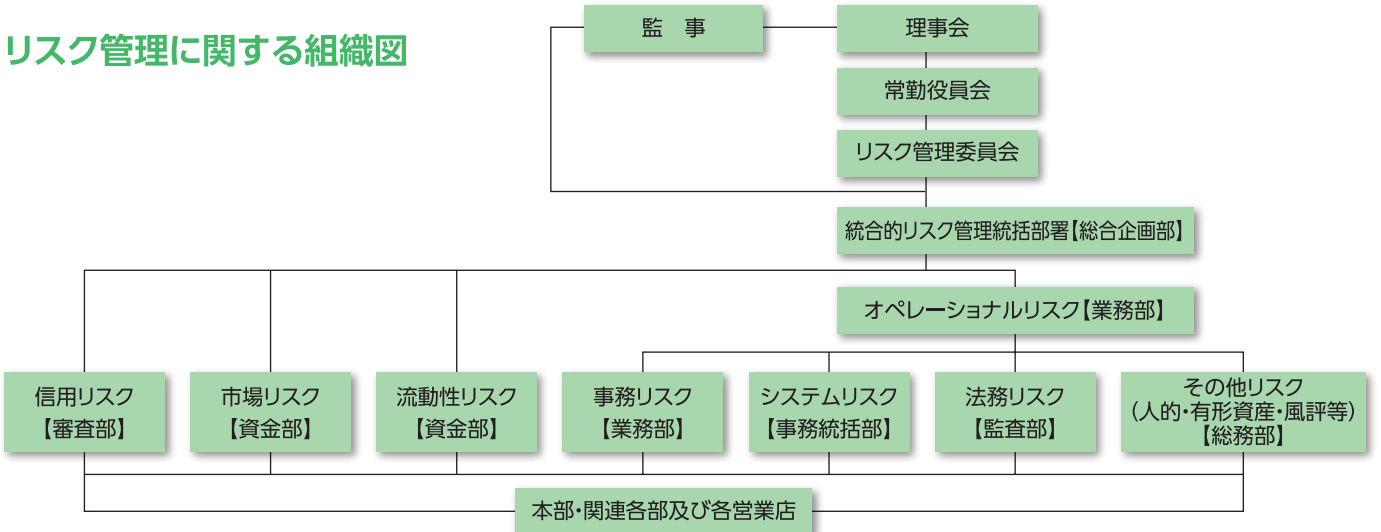 リスク管理に関する組織図
監　事
理事会
常勤役員会
リスク管理委員会
統合的リスク管理統括部署【総合企画部】
オペレーショナルリスク【業務部】
信用リスク
【審査部】
市場リスク
【資金部】
流動性リスク
【資金部】
事務リスク
【業務部】
システムリスク
【事務統括部】
法務リスク
【監査部】
その他リスク
（人的・有形資産・風評等）
【総務部】
本部・関連各部及び各営業店